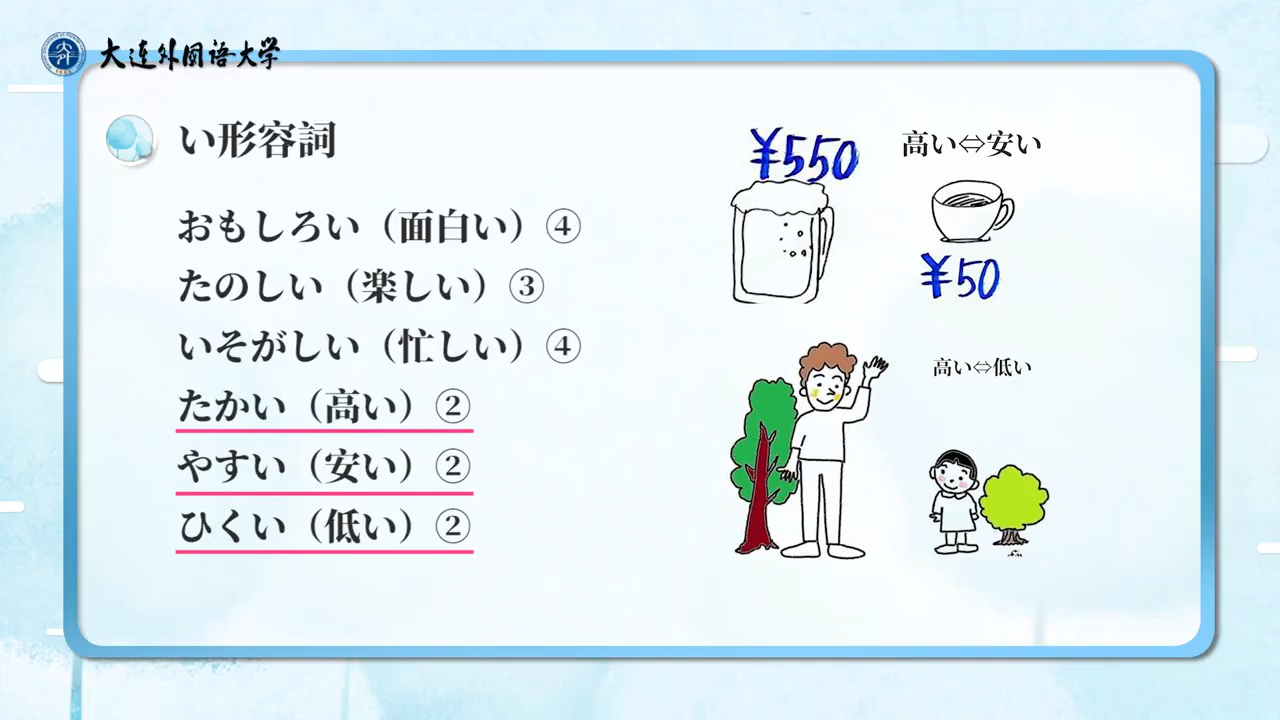 大连外国语大学
い形容詞
おもしろい（面白い）④
たのしい（楽しい）③
いそがしい（忙しい）④
たかい（高い）②
やすい（安い）②
ひくい（低い）②
¥550
高い⇔安い
¥50
高い⇔低い